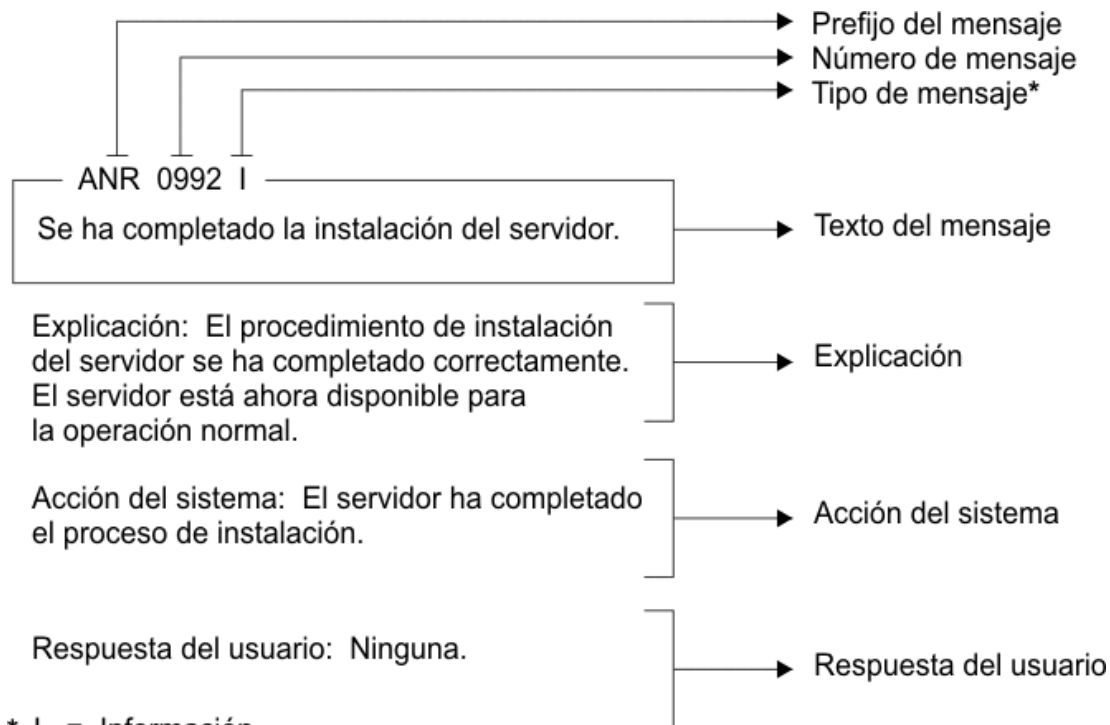 Prefijo del mensaje
Número de mensaje
Tipo de mensaje*
ANR 0992 I
Se ha completado la instalación del servidor.
Texto del mensaje
Explicación: El procedimiento de instalación
del servidor se ha completado correctamente.
El servidor está ahora disponible para
la operación normal.
Explicación
Acción del sistema: El servidor ha completado
el proceso de instalación.
Acción del sistema
Respuesta del usuario: Ninguna.
Respuesta del usuario
* I = Información